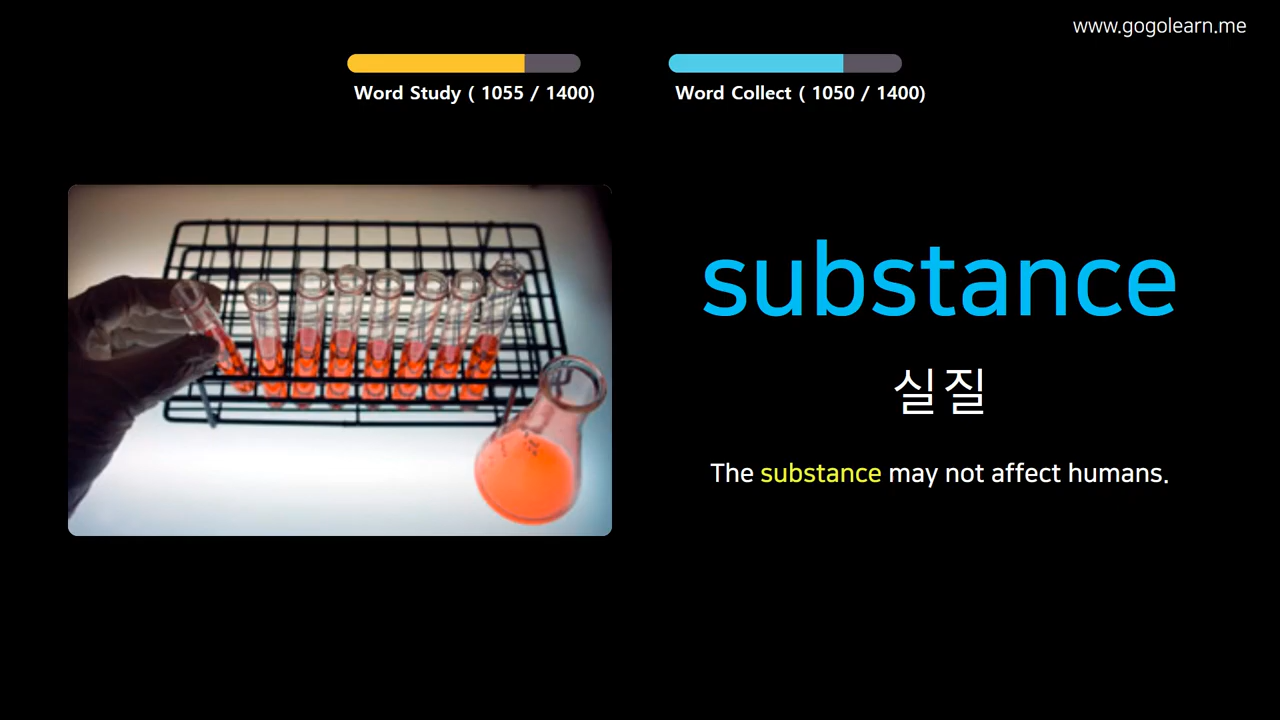 www.gogolearn.me
Word Study ( 1055 / 1400)
Word Collect ( 1050 / 1400)
substance
실질
The substance may not affect humans.